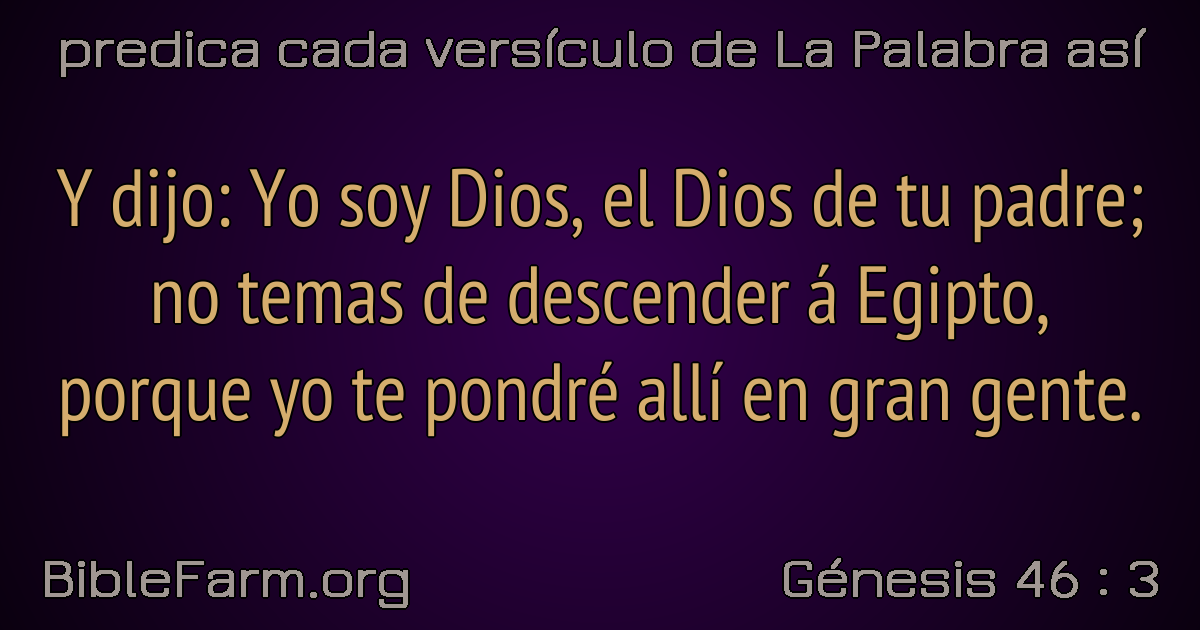 predica cada versículo de La Palabra así
Y dijo: Yo soy Dios, el Dios de tu padre;
no temas de descender á Egipto,
porque yo te pondré allí en gran gente.
BibleFarm.org
Génesis 46 : 3